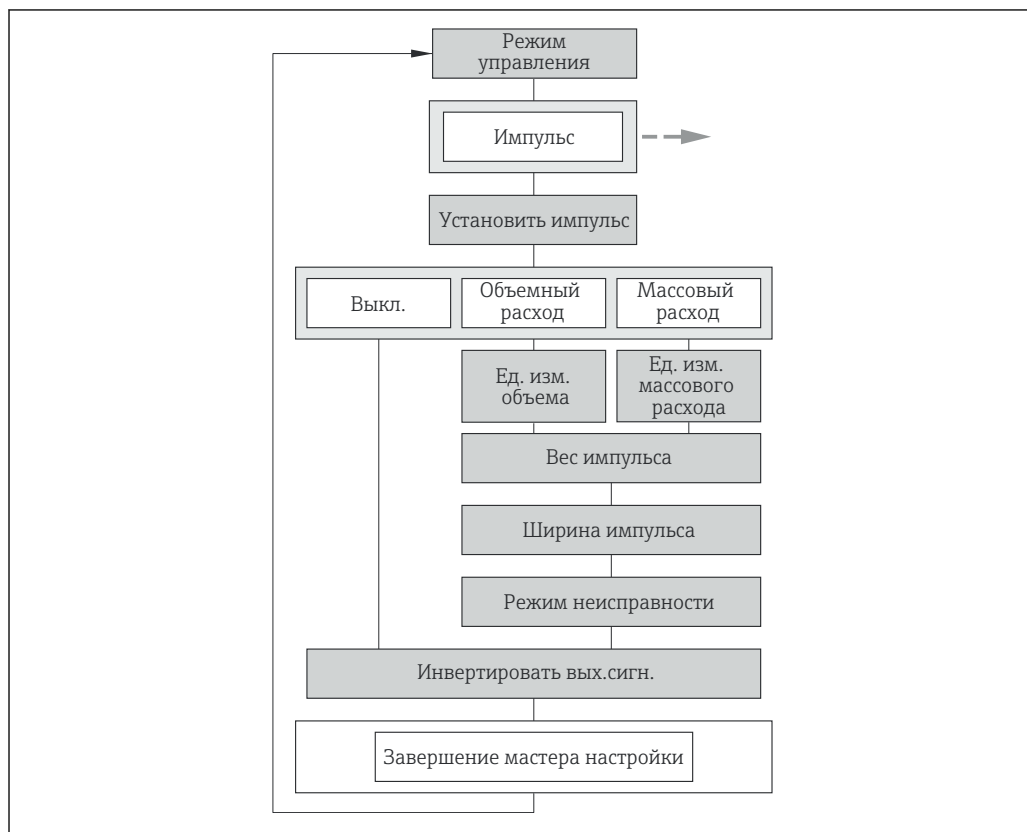 Режим
управления
Импульс
Установить импульс
Выкл.
Объемный
расход
Массовый
расход
Ед. изм.
объема
Ед. изм.
массового
расхода
Вес импульса
Ширина импульса
Режим неисправности
Инвертировать вых.сигн.
Завершение мастера настройки